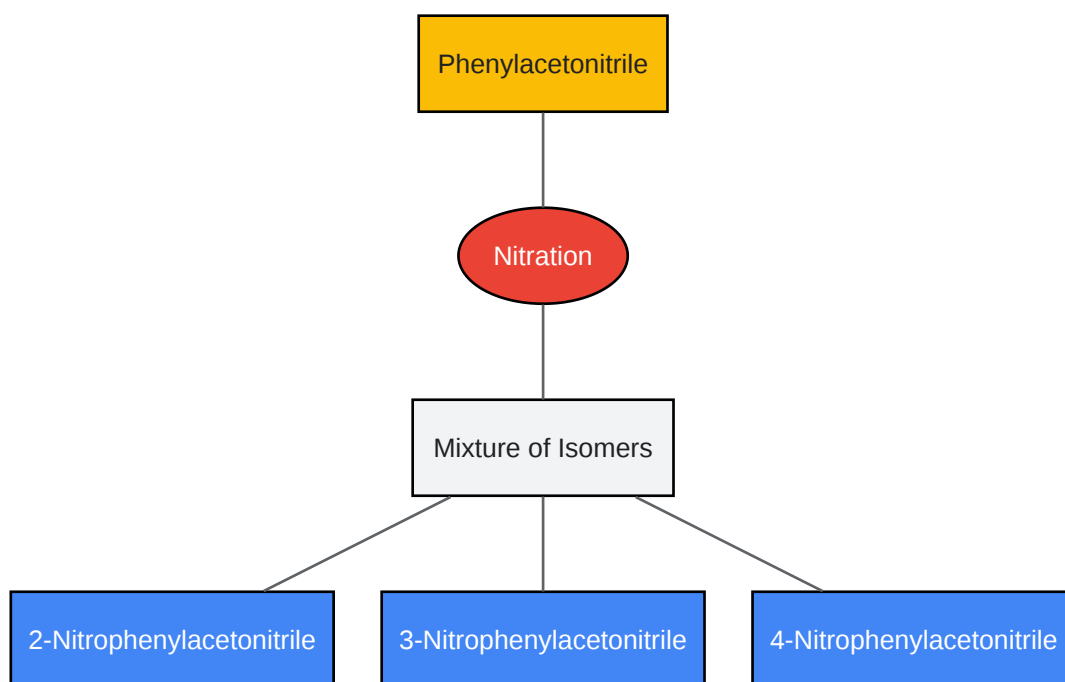 Phenylacetonitrile
Nitration
Mixture of Isomers
2-Nitrophenylacetonitrile
3-Nitrophenylacetonitrile
4-Nitrophenylacetonitrile